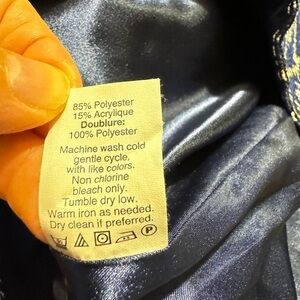 85% Polyester
15% Acrylique
Doublure:
100% Polyester
Machine wash cold
gentle cycle,
with like colors.
Non chlorine
bleach only.
Tumble dry low.
Warm iron as needed.
Dry clean if preferred.